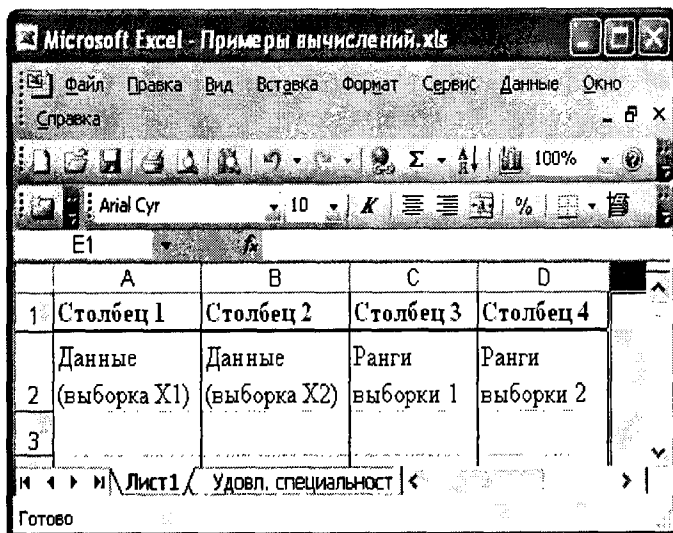 Microsoft Excel - Примеры вычислений.xls
Файл Правка Вид Вставка Формат Сервис Данные Окно
Справка
100%
Arial Cyr 10 Ж %
E1 fx
A B C D
1 Столбец 1 Столбец 2 Столбец 3 Столбец 4
Данные Данные Ранги Ранги
2 (выборка X1) (выборка X2) выборки 1 выборки 2
3
Лист1 Удовл. специальност
Готово